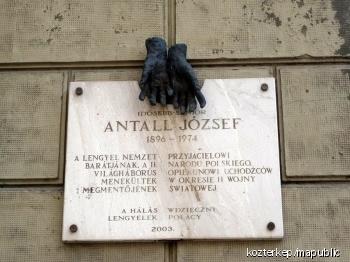 IDŐSEBB
ANTALL JÓZSEF
1896 - 1974
A LENGYEL NEMZET
BARÁTJÁNAK, A II.
VILÁGHÁBORÚS
MENEKÜLTEK
MEGMENTŐJÉNEK
PRZYJACIELOWI
NARODU POLSKIEGO,
OPIEKUNOWI UCHODŹCÓW
W OKRESIE II WOJNY
ŚWIATOWEJ
A HÁLÁS
LENGYELEK
WDZIĘCZNI
POLACY
2003.
kozterkep.mapublic